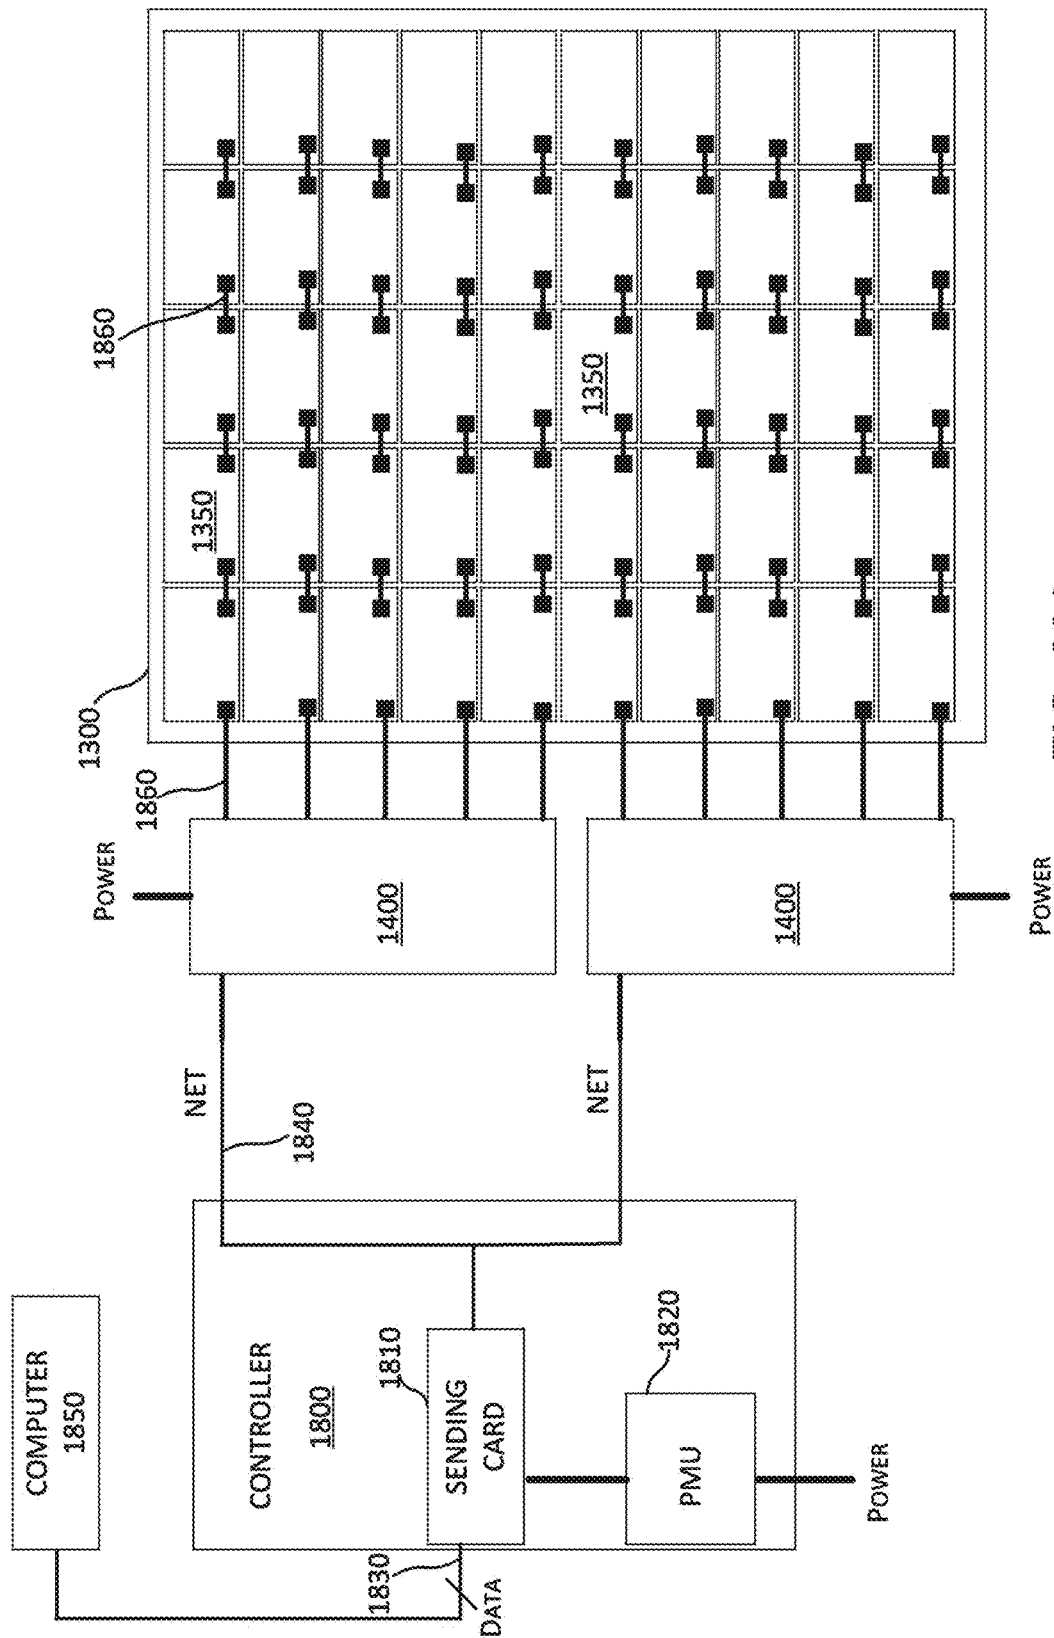 COMPUTER
1850
CONTROLLER
1800
SENDING
CARD
1810
PMU
1820
POWER
1830
DATA
NET
1840
NET
POWER
1400
1400
POWER
1860
1300
1350
1350
1860